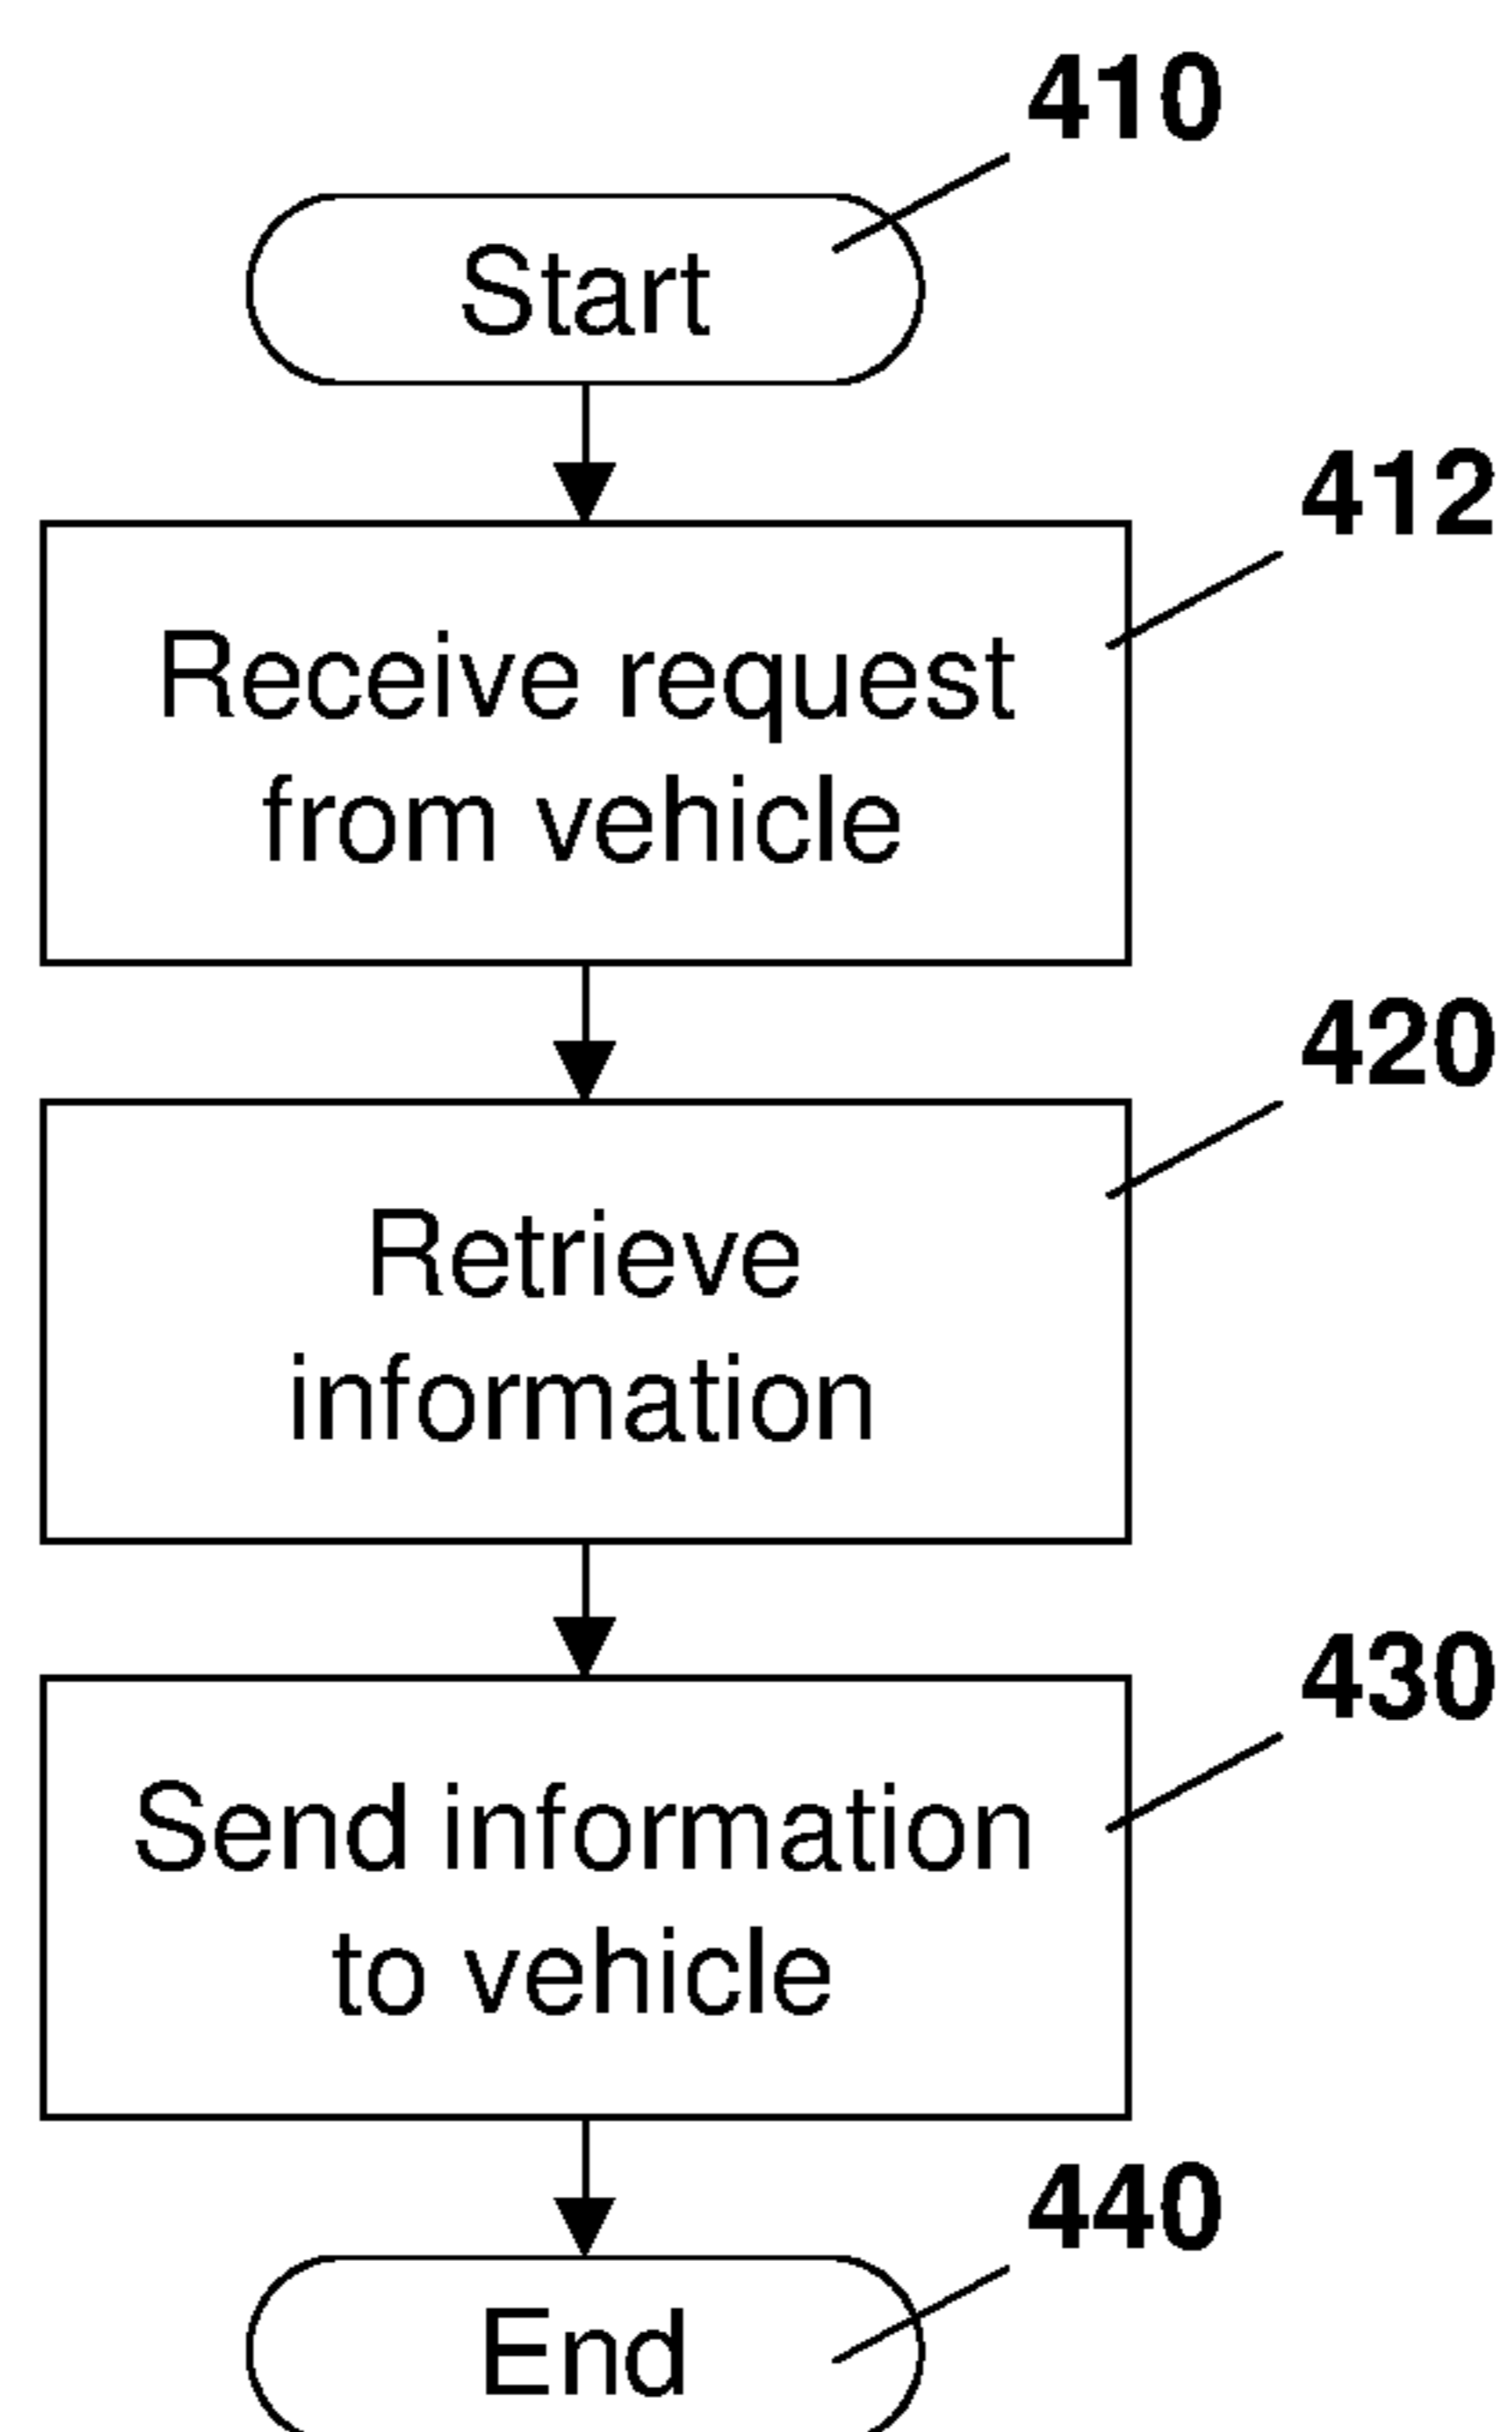 410
Start
412
Receive request
from vehicle
420
Retrieve
information
430
Send information
to vehicle
440
End